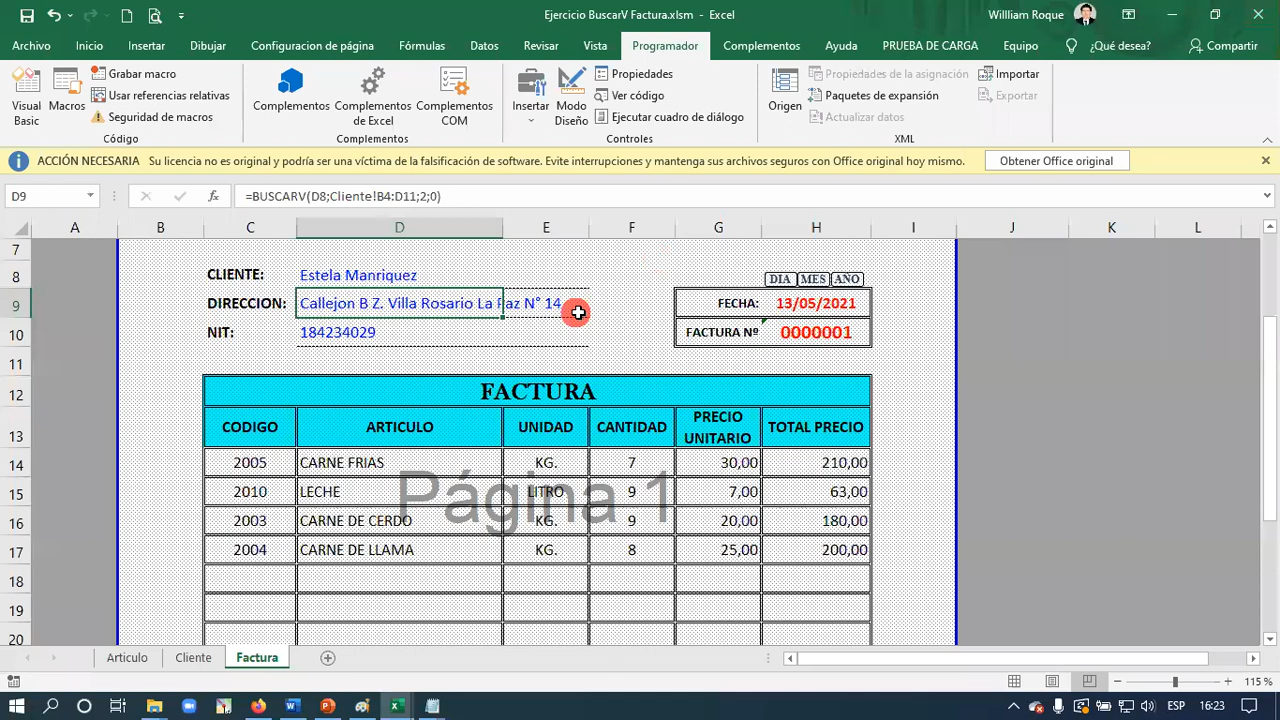 Ejercicio BuscarV Factura.xlsm - Excel
Willliam Roque
Archivo Inicio Insertar Dibujar Configuracion de página Fórmulas Datos Revisar Vista Programador Complementos Ayuda PRUEBA DE CARGA Equipo ¿Qué desea? Compartir
Visual Basic
Macros
Grabar macro
Usar referencias relativas
Seguridad de macros
Código
Complementos
Complementos de Excel
Complementos COM
Complementos
Insertar
Modo Diseño
Propiedades
Ver código
Ejecutar cuadro de diálogo
Controles
Origen
Propiedades de la asignación
Paquetes de expansión
Actualizar datos
Importar
Exportar
XML
ACCIÓN NECESARIA Su licencia no es original y podría ser una víctima de la falsificación de software. Evite interrupciones y mantenga sus archivos seguros con Office original hoy mismo. Obtener Office original
D9 fx =BUSCARV(D8;Cliente!B4:D11;2;0)
A B C D E F G H I J K L
7
8 CLIENTE: Estela Manriquez DIA MES AÑO
9 DIRECCION: Callejon B Z. Villa Rosario La Paz N° 14 FECHA: 13/05/2021
10 NIT: 184234029 FACTURA Nº 0000001
11
12 FACTURA
13 CODIGO ARTICULO UNIDAD CANTIDAD PRECIO UNITARIO TOTAL PRECIO
14 2005 CARNE FRIAS KG. 7 30,00 210,00
15 2010 LECHE LITRO 9 7,00 63,00
16 2003 CARNE DE CERDO KG. 9 20,00 180,00
17 2004 CARNE DE LLAMA KG. 8 25,00 200,00
18
19
20
Página 1
Articulo Cliente Factura
115 %
ESP 16:23